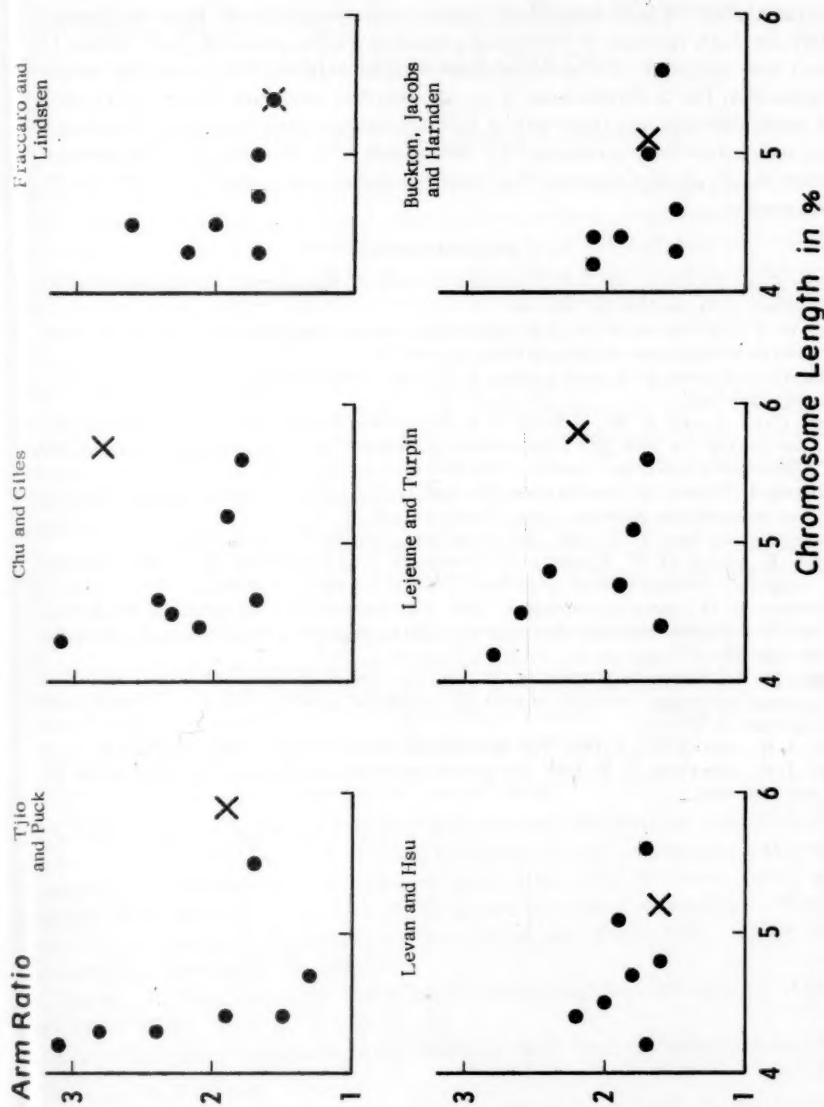 Arm Ratio
Tjio
and Puck
Chu and Giles
Fraccaro and
Lindsten
3
2
1
Levan and Hsu
Lejeune and Turpin
Buckton, Jacobs
and Harnden
3
2
1
4 5 6
4 5 6
4 5 6
Chromosome Length in %